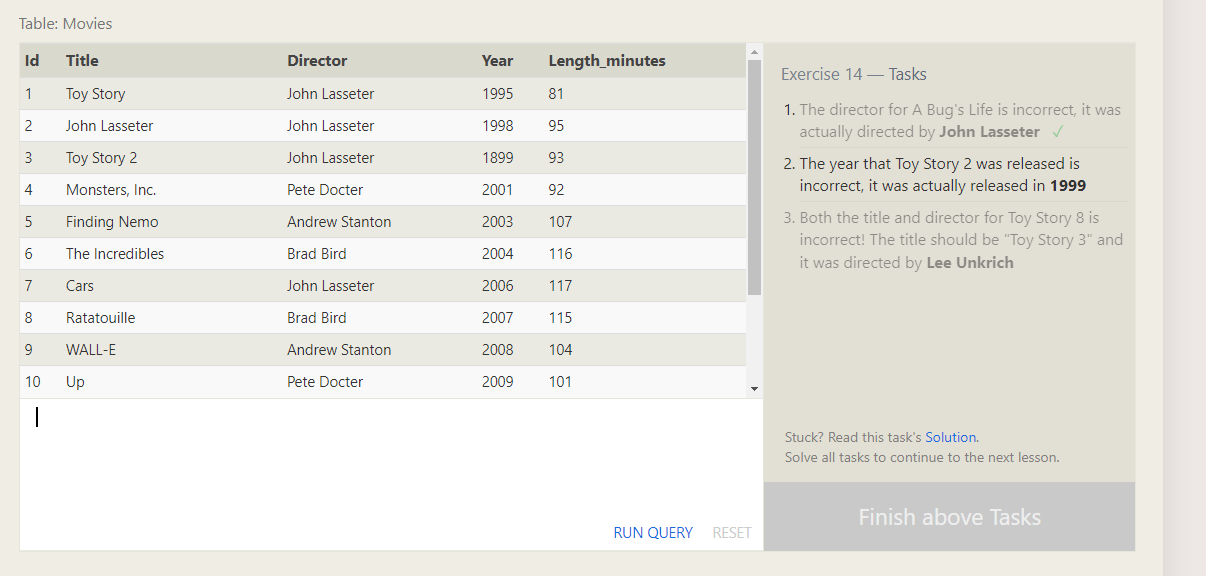 Table: Movies
Id Title Director Year Length_minutes
1 Toy Story John Lasseter 1995 81
2 John Lasseter John Lasseter 1998 95
3 Toy Story 2 John Lasseter 1899 93
4 Monsters, Inc. Pete Docter 2001 92
5 Finding Nemo Andrew Stanton 2003 107
6 The Incredibles Brad Bird 2004 116
7 Cars John Lasseter 2006 117
8 Ratatouille Brad Bird 2007 115
9 WALL-E Andrew Stanton 2008 104
10 Up Pete Docter 2009 101
RUN QUERY RESET
Exercise 14 — Tasks
1. The director for A Bug's Life is incorrect, it was
actually directed by John Lasseter ✓
2. The year that Toy Story 2 was released is
incorrect, it was actually released in 1999
3. Both the title and director for Toy Story 8 is
incorrect! The title should be "Toy Story 3" and
it was directed by Lee Unkrich
Stuck? Read this task's Solution.
Solve all tasks to continue to the next lesson.
Finish above Tasks